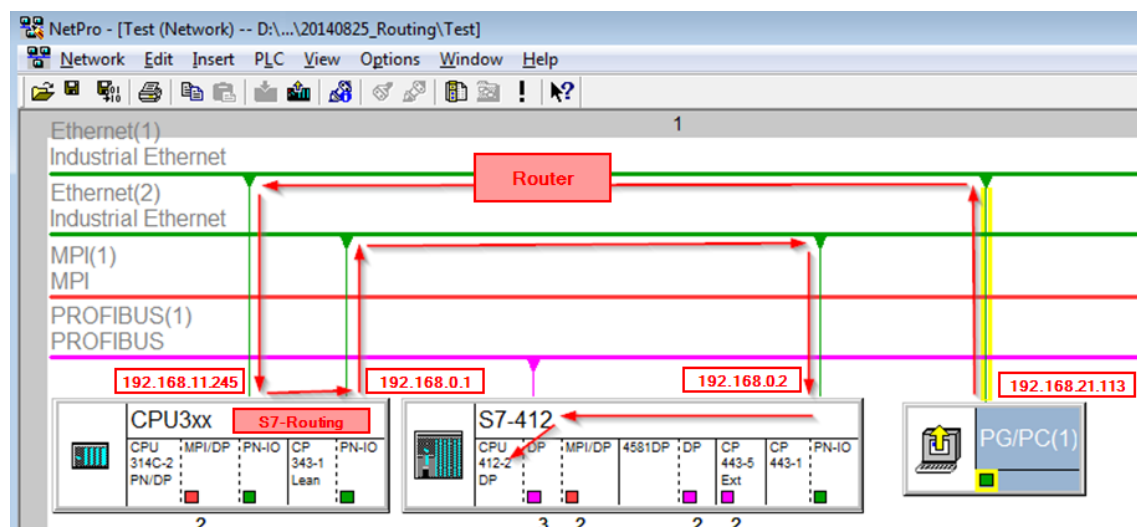 NetPro - [Test (Network) -- D:\...\20140825_Routing\Test]
Network Edit Insert PLC View Options Window Help
1
Ethernet(1)
Industrial Ethernet
Router
Ethernet(2)
Industrial Ethernet
MPI(1)
MPI
PROFIBUS(1)
PROFIBUS
192.168.11.245 192.168.0.1 192.168.0.2 192.168.21.113
CPU3xx
S7-Routing
CPU 314C-2 PN/DP
MPI/DP
PN-IO
CP 343-1 Lean
PN-IO
2
S7-412
CPU 412-2 DP
DP
MPI/DP
4581DP
DP
CP 443-5 Ext
CP 443-1
PN-IO
3 2 2 2
PG/PC(1)